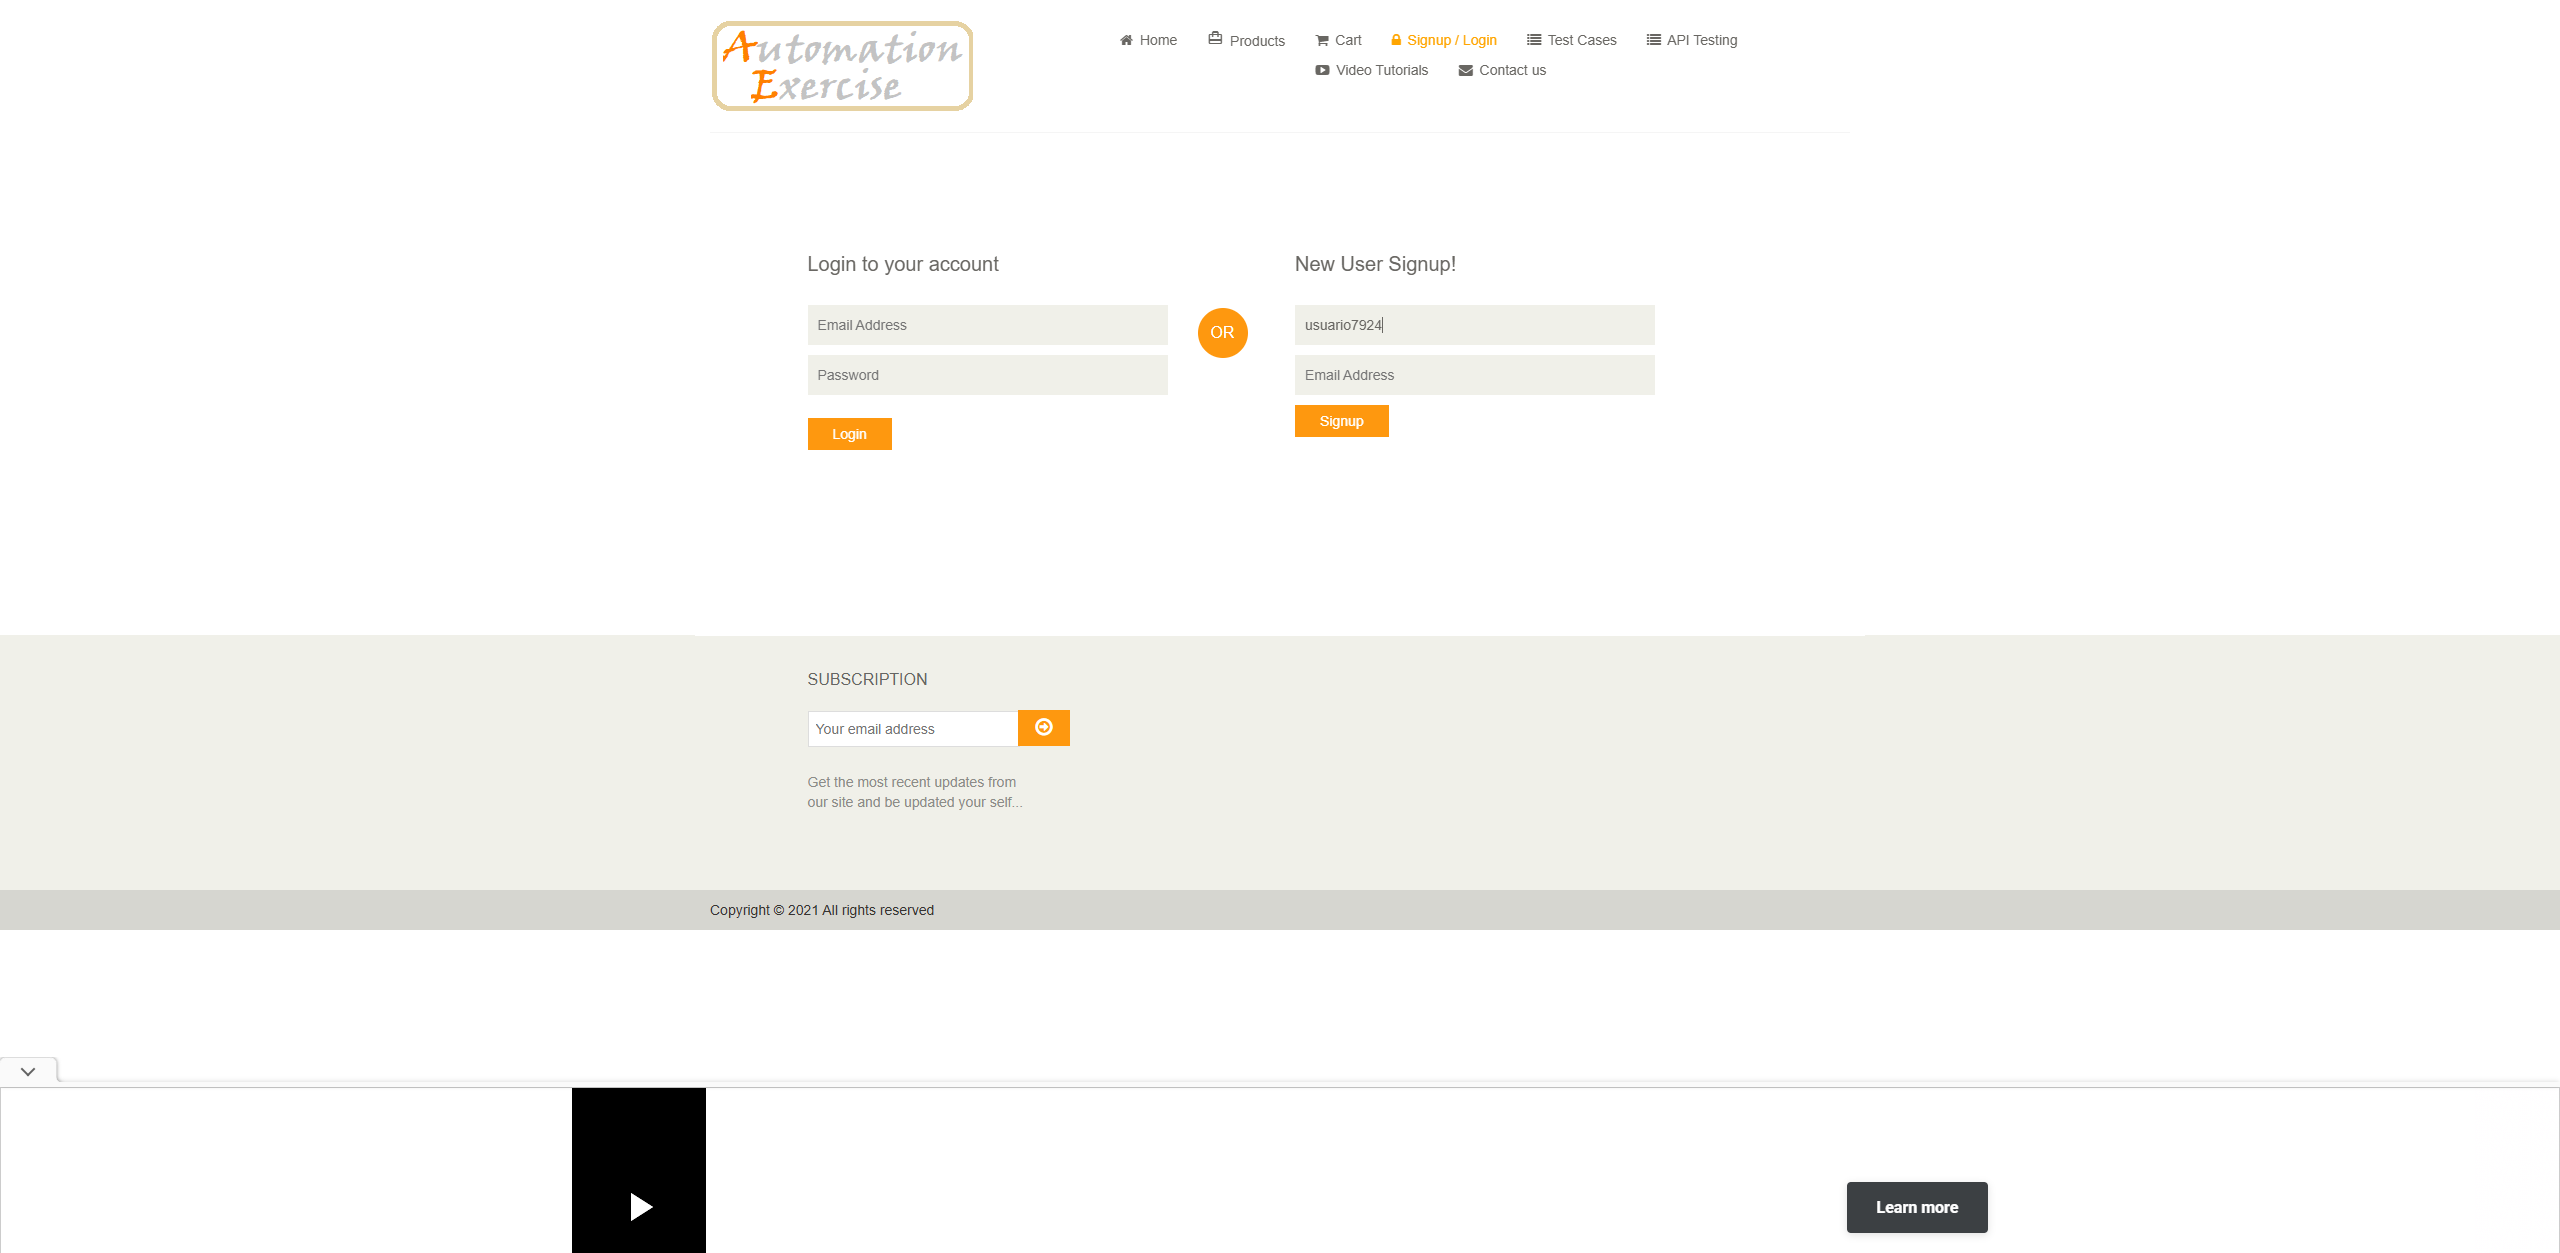 Automation
Exercise
Home
Products
Cart
Signup / Login
Test Cases
API Testing
Video Tutorials
Contact us
Login to your account
Email Address
Password
Login
OR
New User Signup!
usuario7924
Email Address
Signup
SUBSCRIPTION
Your email address
Get the most recent updates from
our site and be updated your self...
Copyright © 2021 All rights reserved
Learn more